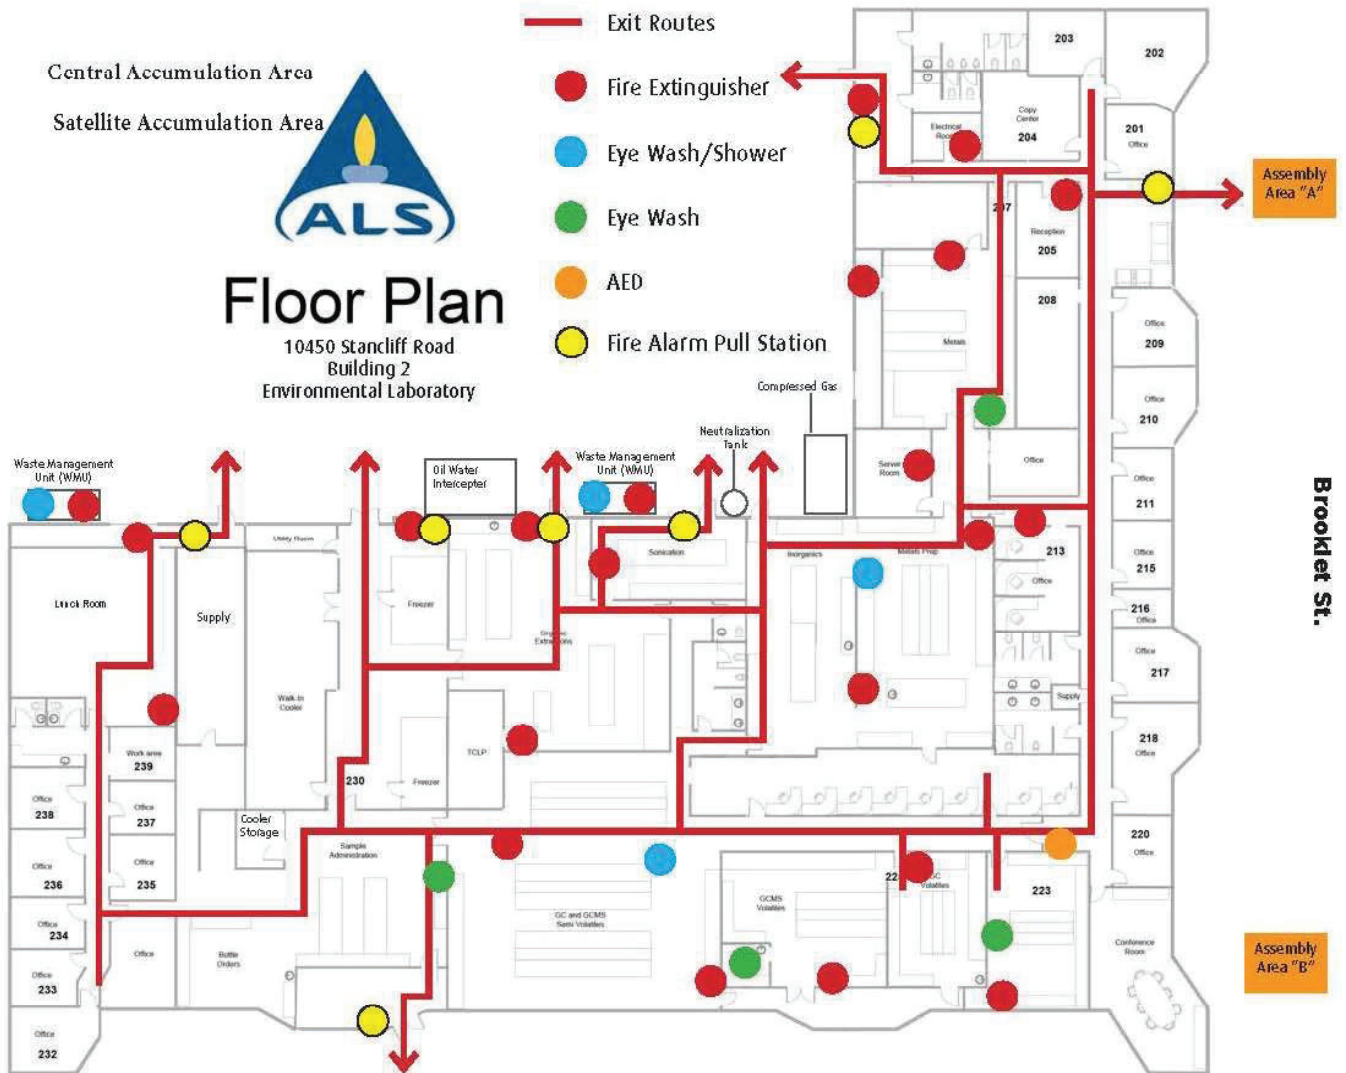 Central Accumulation Area
Satellite Accumulation Area
ALS
Floor Plan
10450 Stancliff Road
Building 2
Environmental Laboratory
Exit Routes
Fire Extinguisher
Eye Wash/Shower
Eye Wash
AED
Fire Alarm Pull Station
203
202
Copy
Center
204
Electrical
201
Office
Assembly
Area "A"
Reception
205
208
Metals
Office
209
Office
210
Compressed Gas
Neutralization
Tank
Server
Room
Office
Office
211
Brooklet St.
Waste Management
Unit (WMU)
Oil Water
Intercepter
Waste Management
Unit (WMU)
Utility Room
Sonication
Inorganics
Metals Prep
213
Office
Office
215
216
Office
Lunch Room
Supply
Freezer
217
Office
Walk-In
Cooler
Supply
218
Office
Work area
239
TCLP
230
Freezer
Office
238
Office
237
Cooler
Storage
Sample
Administration
220
Office
Office
236
Office
235
GC and GCMS
Semi Volatiles
GCMS
Volatiles
Volatiles
223
Office
234
Office
Bottle
Orders
Conference
Room
Assembly
Area "B"
Office
233
Office
232